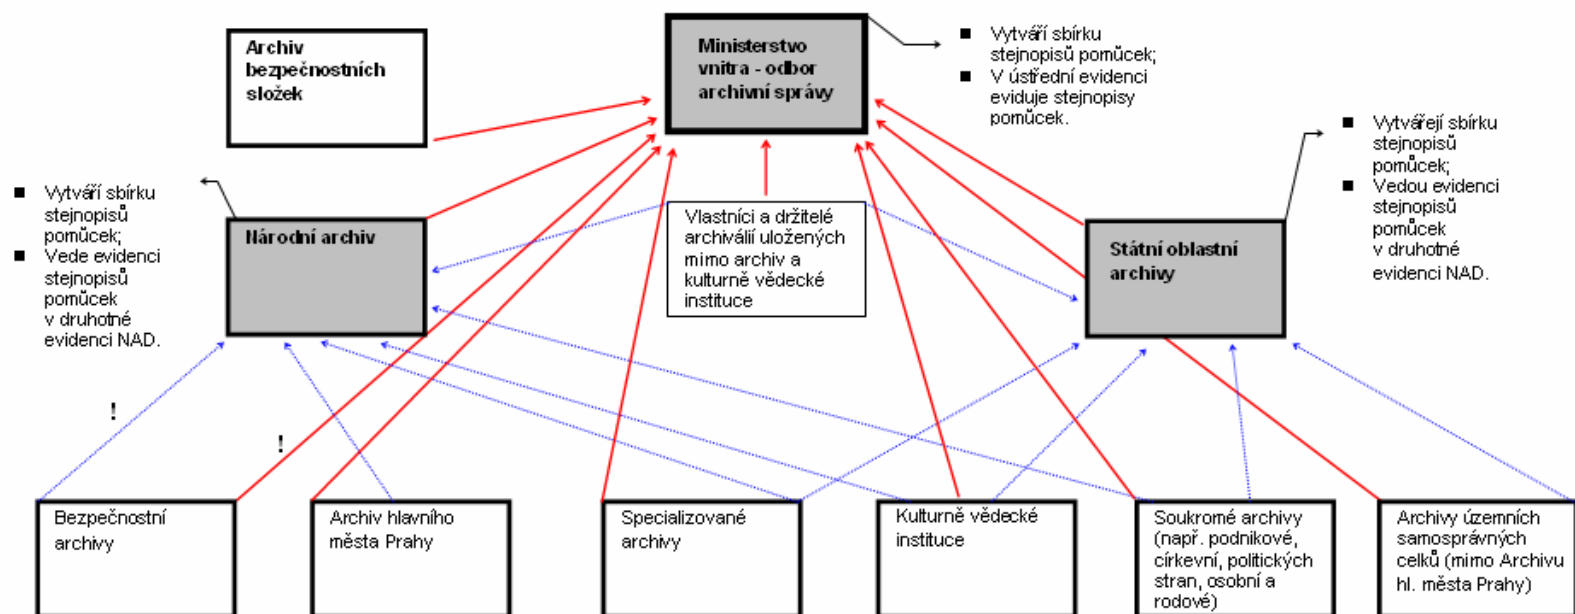 Archiv
bezpečnostních
složek
Ministerstvo
vnitra - odbor
archivní správy
■ Vytváří sbírku
stejnopisů pomůcek;
■ V ústřední evidenci
eviduje stejnopisy
pomůcek.
■ Vytvářejí sbírku
stejnopisů
pomůcek;
■ Vedou evidenci
stejnopisů
pomůcek
v druhotné
evidenci NAD.
■ Vytváří sbírku
stejnopisů
pomůcek;
■ Vede evidenci
stejnopisů
pomůcek
v druhotné
evidenci NAD.
Národní archiv
Vlastníci a držitelé
archiválií uložených
mimo archiv a
kulturně vědecké
instituce
Státní oblastní
archivy
!
!
Bezpečnostní
archivy
Archiv hlavního
města Prahy
Specializované
archivy
Kulturně vědecké
instituce
Soukromé archivy
(např. podnikové,
církevní, politických
stran, osobní a
rodové)
Archivy územních
samosprávných
celků (mimo Archivu
hl. města Prahy)